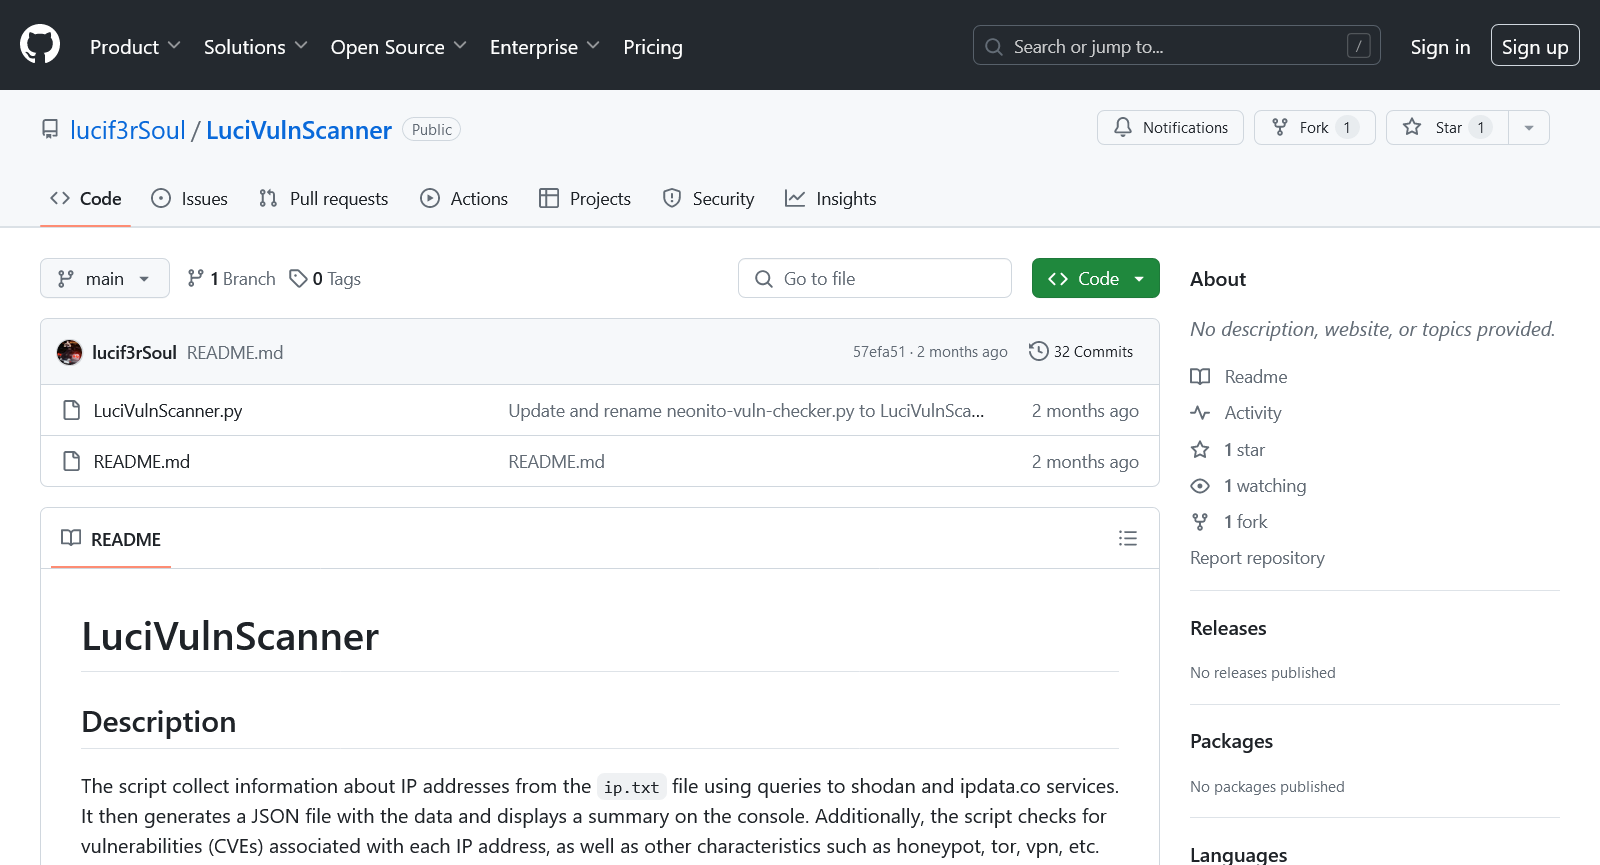 Product Solutions Open Source Enterprise Pricing Search or jump to... / Sign in Sign up
lucif3rSoul / LuciVulnScanner Public Notifications Fork 1 Star 1
Code Issues Pull requests Actions Projects Security Insights
main 1 Branch 0 Tags Go to file Code
lucif3rSoul README.md 57efa51 · 2 months ago 32 Commits
LuciVulnScanner.py Update and rename neonito-vuln-checker.py to LuciVulnSca... 2 months ago
README.md README.md 2 months ago
README
LuciVulnScanner
Description
The script collect information about IP addresses from the ip.txt file using queries to shodan and ipdata.co services.
It then generates a JSON file with the data and displays a summary on the console. Additionally, the script checks for
vulnerabilities (CVEs) associated with each IP address, as well as other characteristics such as honeypot, tor, vpn, etc.
About
No description, website, or topics provided.
Readme
Activity
1 star
1 watching
1 fork
Report repository
Releases
No releases published
Packages
No packages published
Languages